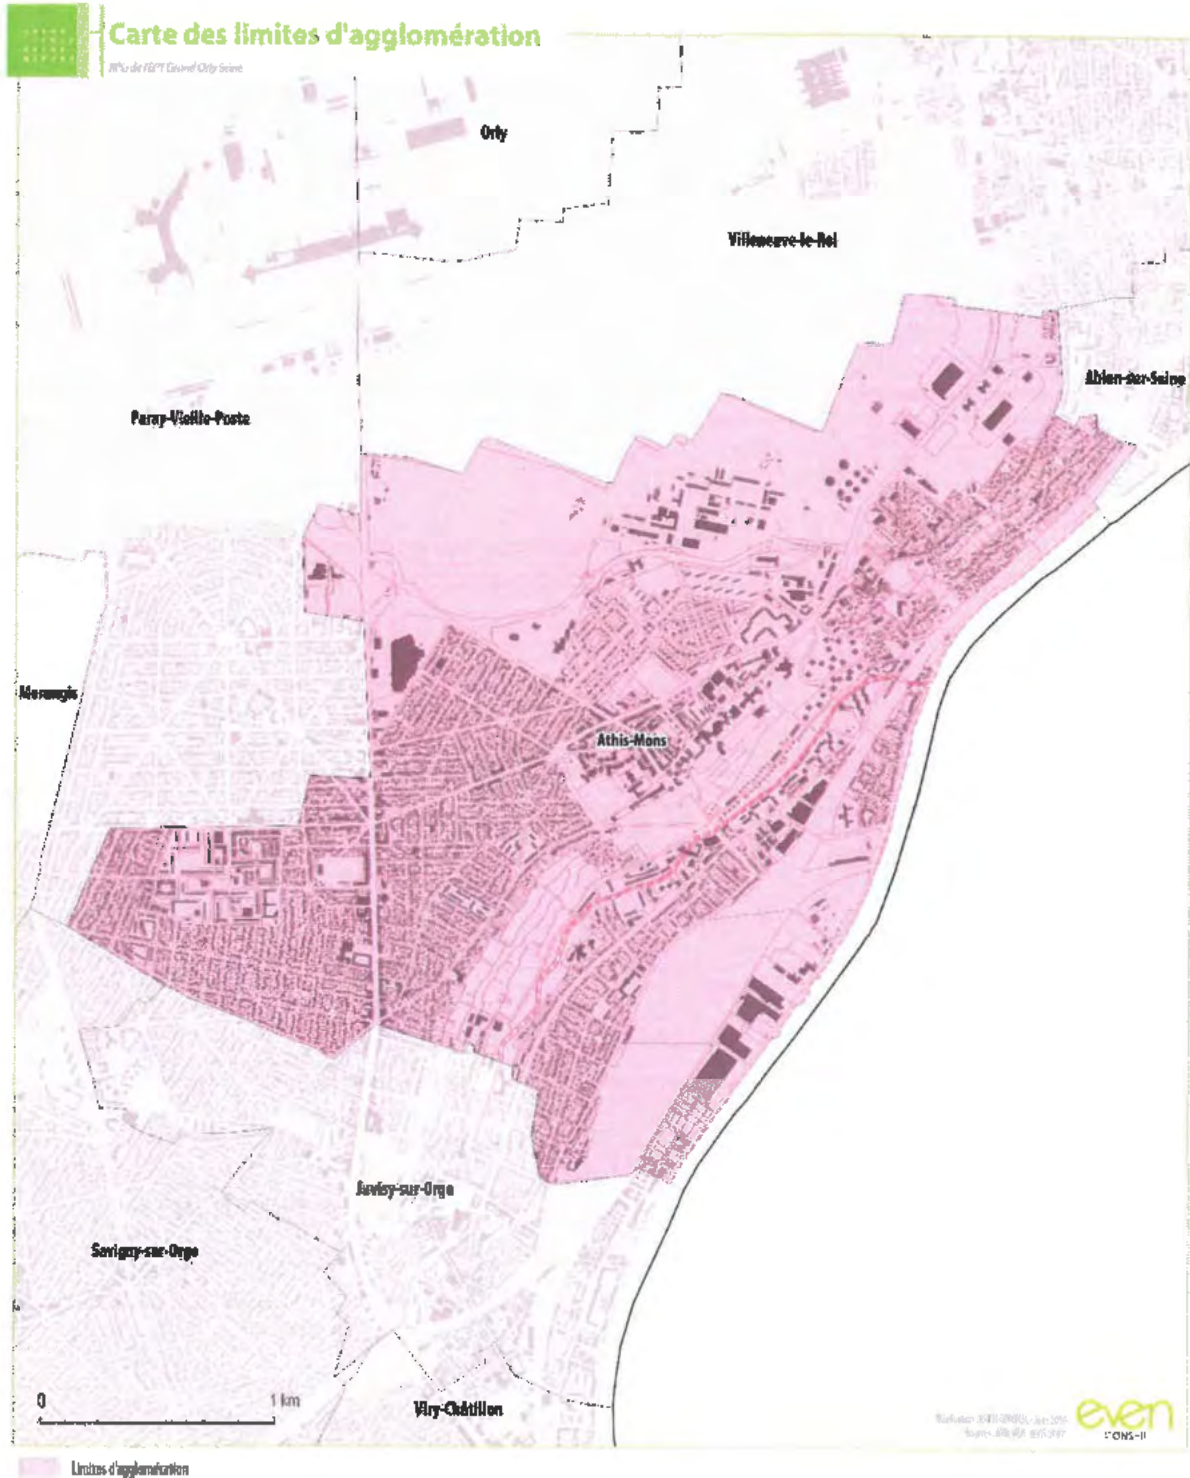 Carte des limites d'agglomération
Orly
Villeneuve-le-Roi
Ablon-sur-Seine
Paray-Vieille-Poste
Morangis
Athis-Mons
Juvisy-sur-Orge
Savigny-sur-Orge
0 1 km
Viry-Châtillon
even
Limites d'agglomération